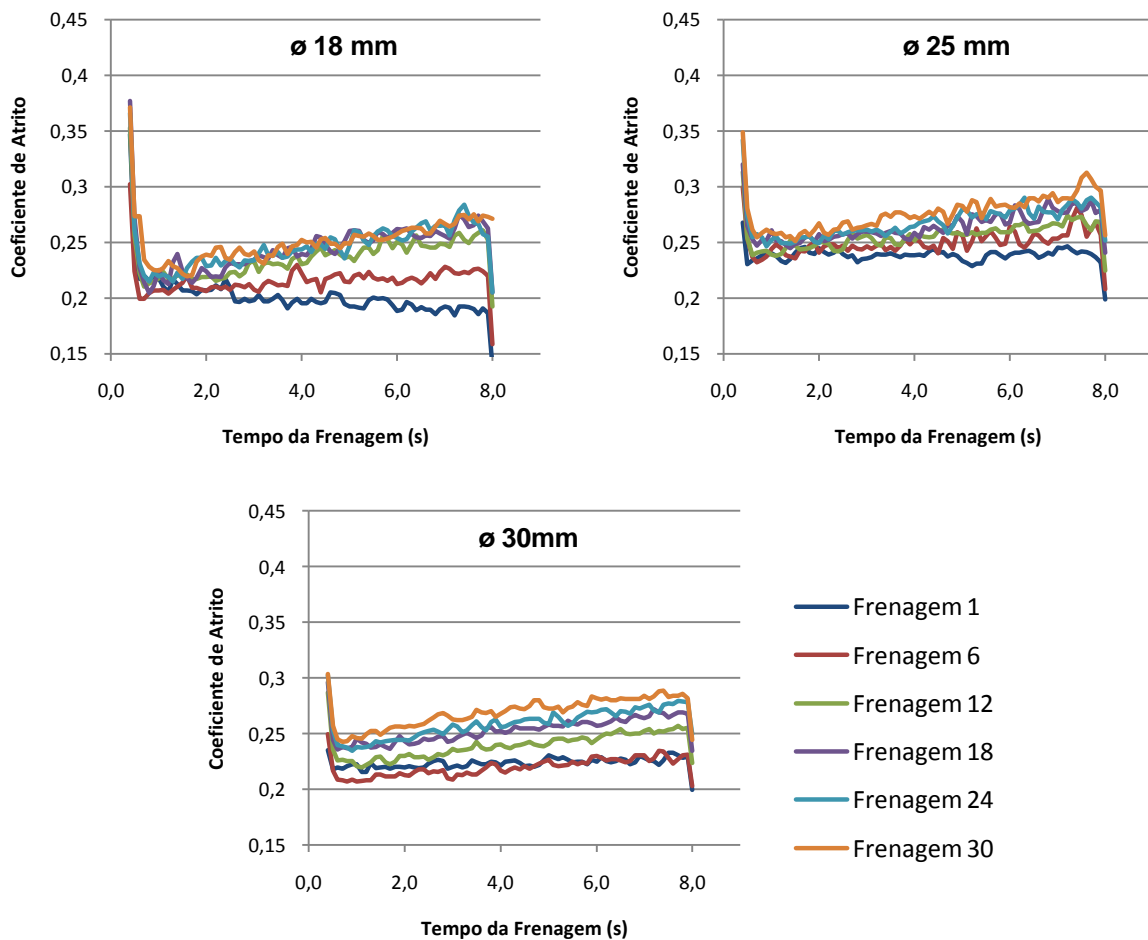 ø 18 mm
0,45
0,4
0,35
0,3
0,25
0,2
0,15
Coeficiente de Atrito
0,0 2,0 4,0 6,0 8,0
Tempo da Frenagem (s)
ø 25 mm
0,45
0,4
0,35
0,3
0,25
0,2
0,15
Coeficiente de Atrito
0,0 2,0 4,0 6,0 8,0
Tempo da Frenagem (s)
ø 30mm
0,45
0,4
0,35
0,3
0,25
0,2
0,15
Coeficiente de Atrito
0,0 2,0 4,0 6,0 8,0
Tempo da Frenagem (s)
Frenagem 1
Frenagem 6
Frenagem 12
Frenagem 18
Frenagem 24
Frenagem 30